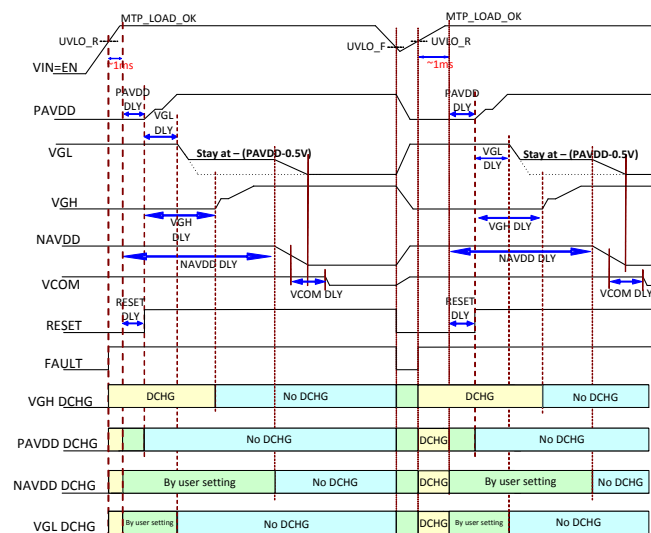 MTP_LOAD_OK
MTP_LOAD_OK
UVLO_R
UVLO_F
UVLO_R
~1ms
~1ms
VIN=EN
PAVDD
DLY
VGL
DLY
PAVDD
DLY
PAVDD
VGL
Stay at – (PAVDD-0.5V)
VGL
DLY
Stay at – (PAVDD-0.5V)
VGH
VGH
DLY
VGH DLY
NAVDD
NAVDD DLY
NAVDD DLY
VCOM
VCOM DLY
VCOM DLY
RESET
DLY
RESET
DLY
RESET
FAULT
VGH DCHG
DCHG
No DCHG
DCHG
No DCHG
PAVDD DCHG
No DCHG
DCHG
No DCHG
NAVDD DCHG
By user setting
No DCHG
DCHG
By user setting
No DCHG
VGL DCHG
By user setting
No DCHG
DCHG
By user setting
No DCHG